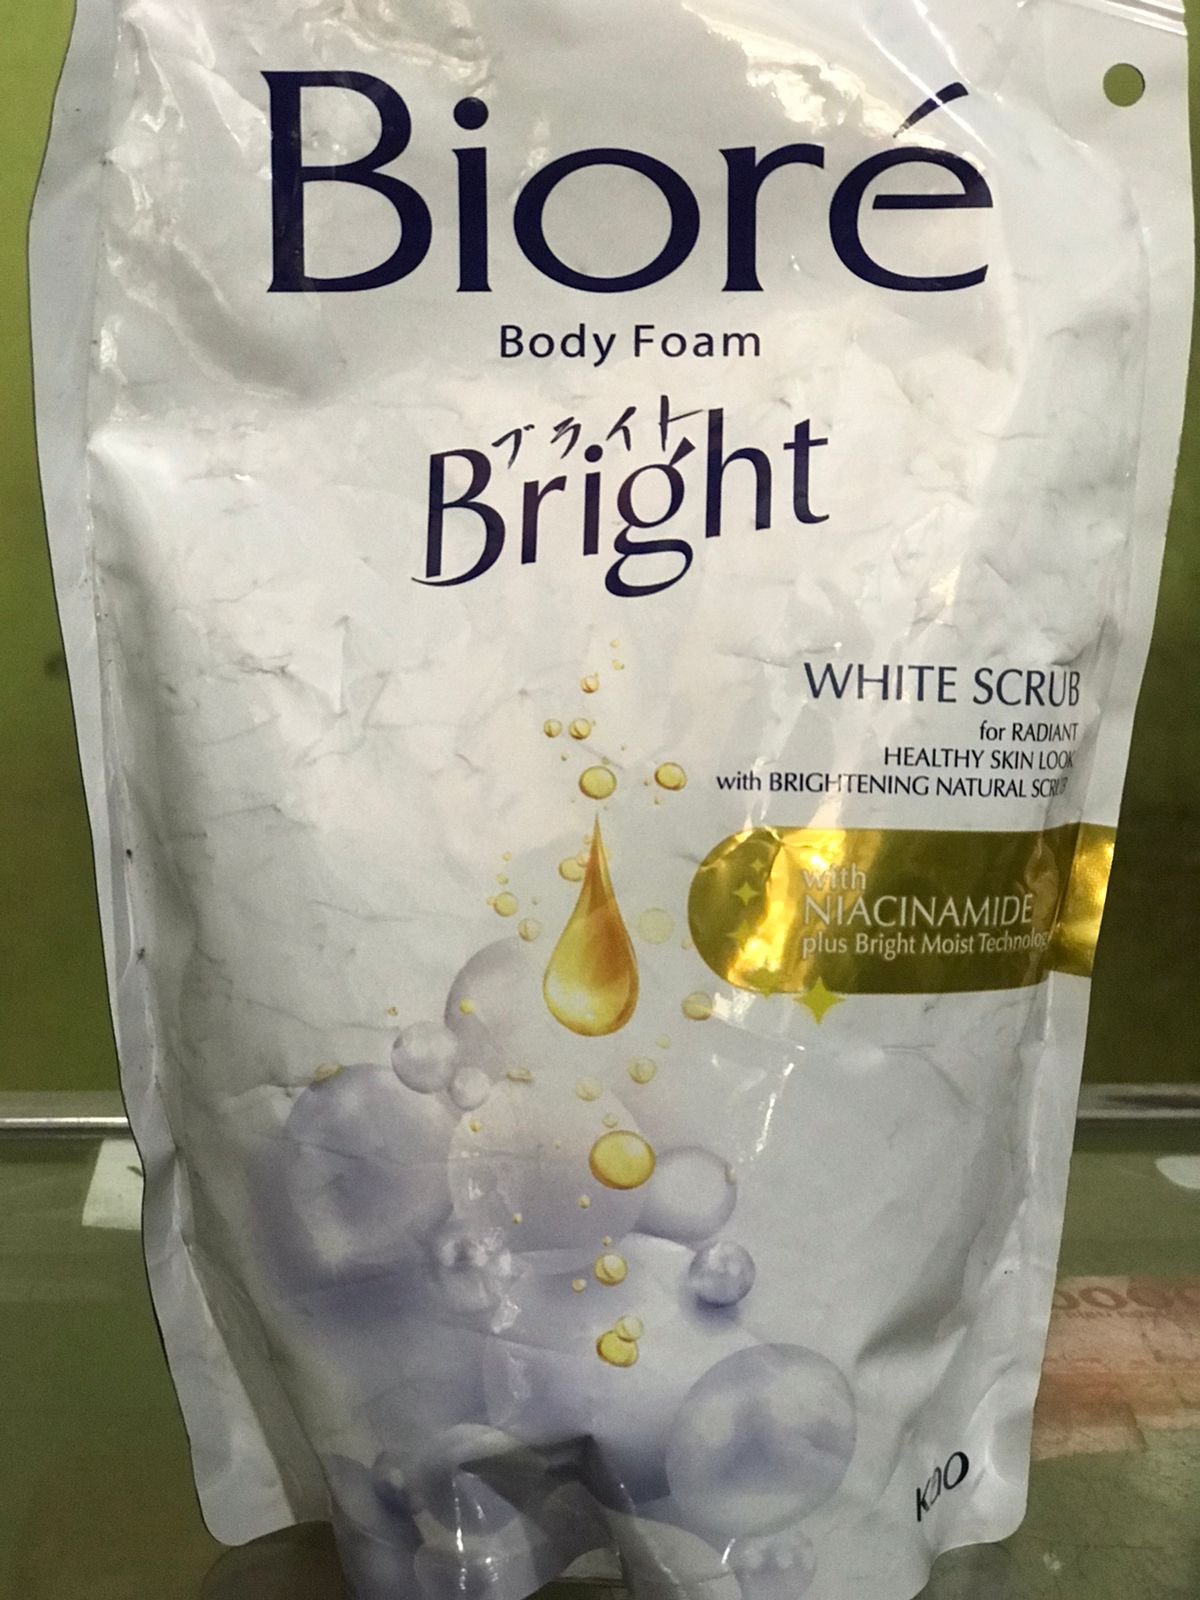 Bioré
Body Foam
ブライト
Bright
WHITE SCRUB
for RADIANT
HEALTHY SKIN LOOK
with BRIGHTENING NATURAL SCRUB
with
NIACINAMIDE
plus Bright Moist Technology
KAO